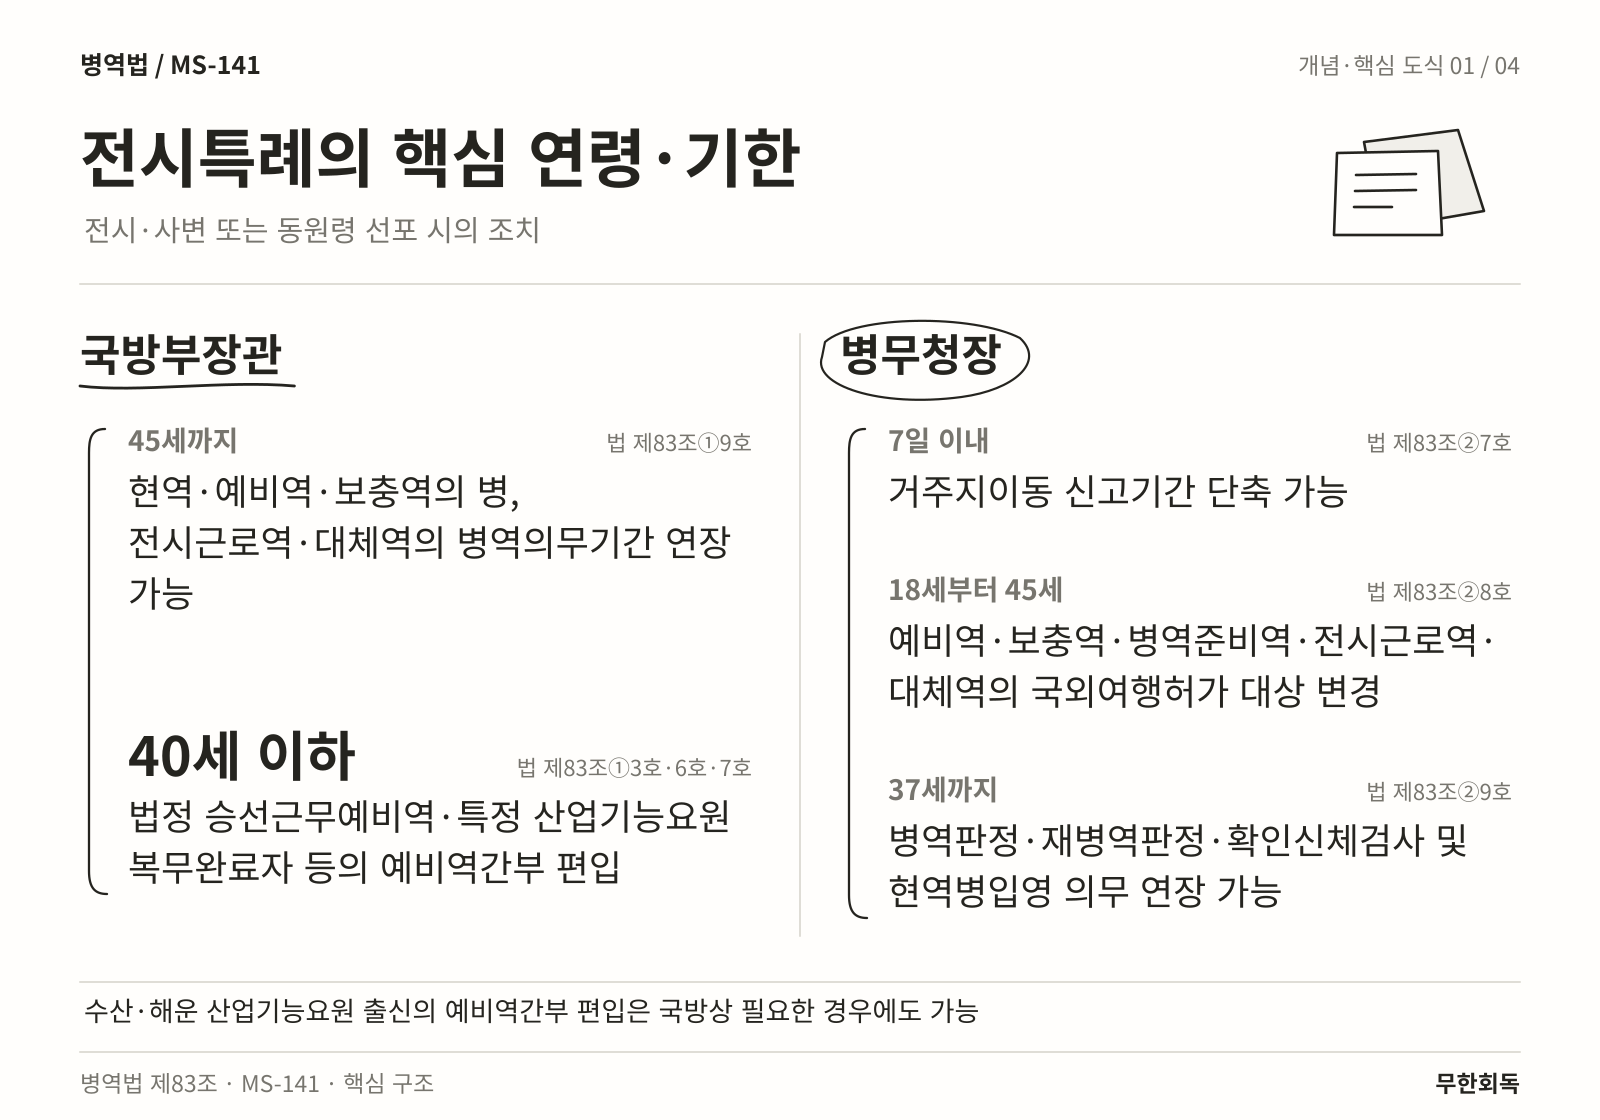 병역법 / MS-141
개념·핵심 도식 01 / 04
전시특례의 핵심 연령·기한
전시·사변 또는 동원령 선포 시의 조치
국방부장관
45세까지
법 제83조①9호
현역·예비역·보충역의 병,
전시근로역·대체역의 병역의무기간 연장
가능
40세 이하
법 제83조①3호·6호·7호
법정 승선근무예비역·특정 산업기능요원
복무완료자 등의 예비역간부 편입
병무청장
7일 이내
법 제83조②7호
거주지이동 신고기간 단축 가능
18세부터 45세
법 제83조②8호
예비역·보충역·병역준비역·전시근로역·
대체역의 국외여행허가 대상 변경
37세까지
법 제83조②9호
병역판정·재병역판정·확인신체검사 및
현역병입영 의무 연장 가능
수산·해운 산업기능요원 출신의 예비역간부 편입은 국방상 필요한 경우에도 가능
병역법 제83조 · MS-141 · 핵심 구조
무한회독